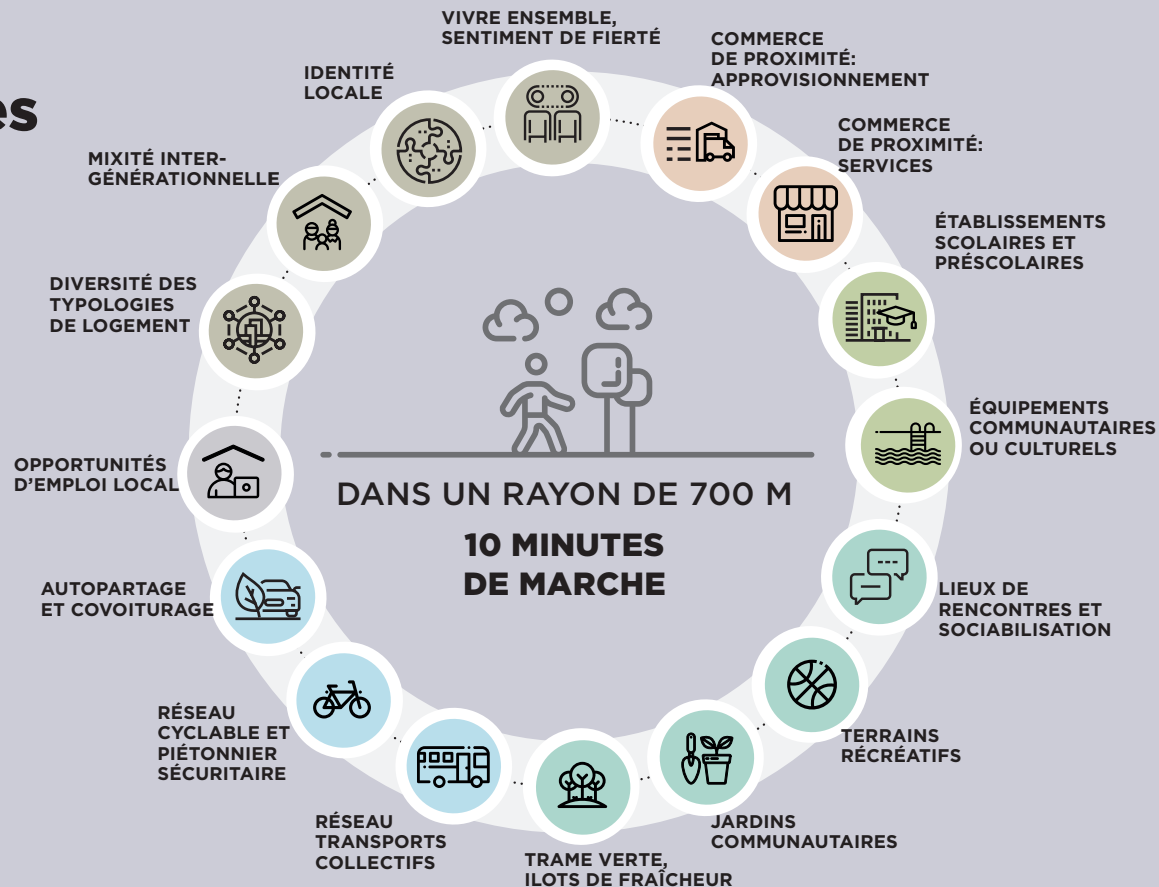 es
VIVRE ENSEMBLE,
SENTIMENT DE FIERTÉ
COMMERCE
DE PROXIMITÉ:
APPROVISIONNEMENT
COMMERCE
DE PROXIMITÉ:
SERVICES
ÉTABLISSEMENTS
SCOLAIRES ET
PRÉSCOLAIRES
ÉQUIPEMENTS
COMMUNAUTAIRES
OU CULTURELS
LIEUX DE
RENCONTRES ET
SOCIABILISATION
TERRAINS
RÉCRÉATIFS
JARDINS
COMMUNAUTAIRES
TRAME VERTE,
ILOTS DE FRAÎCHEUR
RÉSEAU
TRANSPORTS
COLLECTIFS
RÉSEAU
CYCLABLE ET
PIÉTONNIER
SÉCURITAIRE
AUTOPARTAGE
ET COVOITURAGE
OPPORTUNITÉS
D'EMPLOI LOCAL
DIVERSITÉ DES
TYPOLOGIES
DE LOGEMENT
MIXITÉ INTER-
GÉNÉRATIONNELLE
IDENTITÉ
LOCALE
DANS UN RAYON DE 700 M
10 MINUTES
DE MARCHE